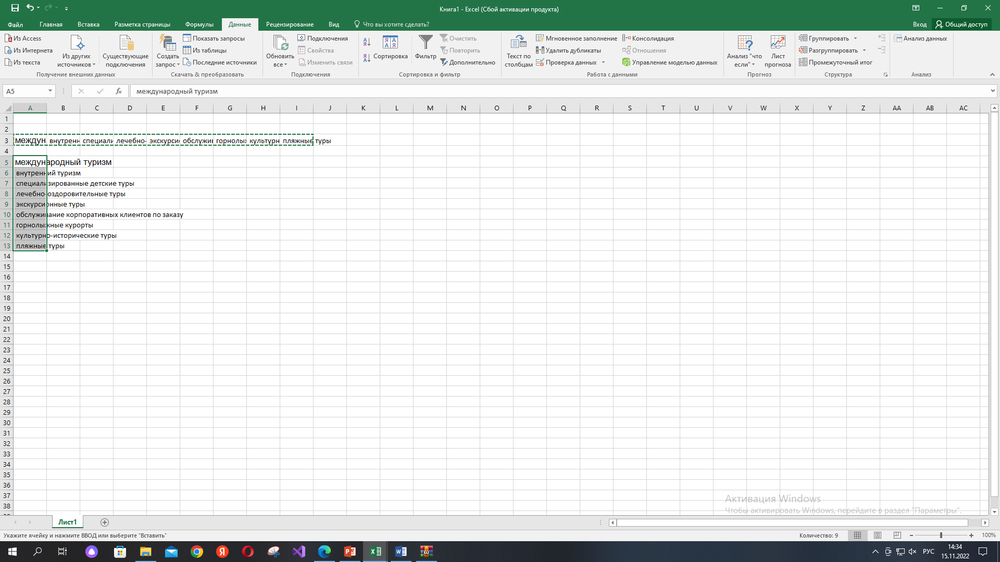 Книга1 - Excel (Сбой активации продукта)
Файл Главная Вставка Разметка страницы Формулы Данные Рецензирование Вид Что вы хотите сделать? Вход Общий доступ
Из Access
Из Интернета
Из текста
Из других источников
Существующие подключения
Получение внешних данных
Создать запрос
Показать запросы
Из таблицы
Последние источники
Скачать & преобразовать
Обновить все
Подключения
Свойства
Изменить связи
Подключения
А Я
Я А
Сортировка
Фильтр
Очистить
Повторить
Дополнительно
Сортировка и фильтр
Текст по столбцам
Мгновенное заполнение
Удалить дубликаты
Проверка данных
Консолидация
Отношения
Управление моделью данных
Работа с данными
Анализ "что если"
Лист прогноза
Прогноз
Группировать
Разгруппировать
Промежуточный итог
Структура
Анализ данных
Анализ
A5 fx международный туризм
A B C D E F G H I J K L M N O P Q R S T U V W X Y Z AA AB AC
1
2
3 междун внутренн специали лечебно- экскурсио обслужив горнолыж культурн пляжные туры
4
5 международный туризм
6 внутренний туризм
7 специализированные детские туры
8 лечебно-оздоровительные туры
9 экскурсионные туры
10 обслуживание корпоративных клиентов по заказу
11 горнолыжные курорты
12 культурно-исторические туры
13 пляжные туры
14
15
16
17
18
19
20
21
22
23
24
25
26
27
28
29
30
31
32
33
34
35
36
37
38
Активация Windows
Чтобы активировать Windows, перейдите в раздел "Параметры".
Лист1
Укажите ячейку и нажмите ВВОД или выберите "Вставить" Количество: 9 100%
РУС 14:34
15.11.2022